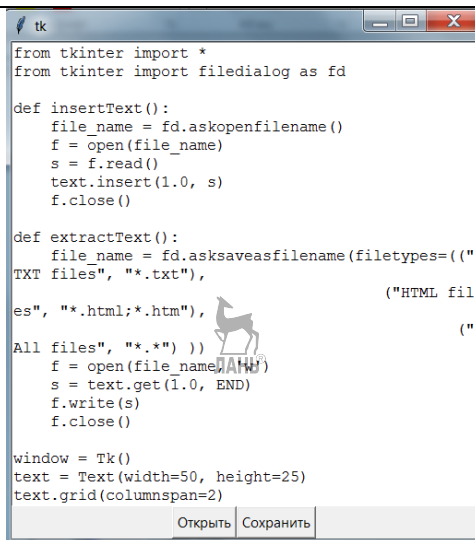 tk
from tkinter import *
from tkinter import filedialog as fd
def insertText():
    file_name = fd.askopenfilename()
    f = open(file_name)
    s = f.read()
    text.insert(1.0, s)
    f.close()
def extractText():
    file_name = fd.asksaveasfilename(filetypes=(("
TXT files", "*.txt"),
                                        ("HTML fil
es", "*.html;*.htm"),
                                                ("
All files", "*.*") ))
    f = open(file_name, 'w')
    s = text.get(1.0, END)
    f.write(s)
    f.close()
window = Tk()
text = Text(width=50, height=25)
text.grid(columnspan=2)
Открыть Сохранить
ЛАНЬ®